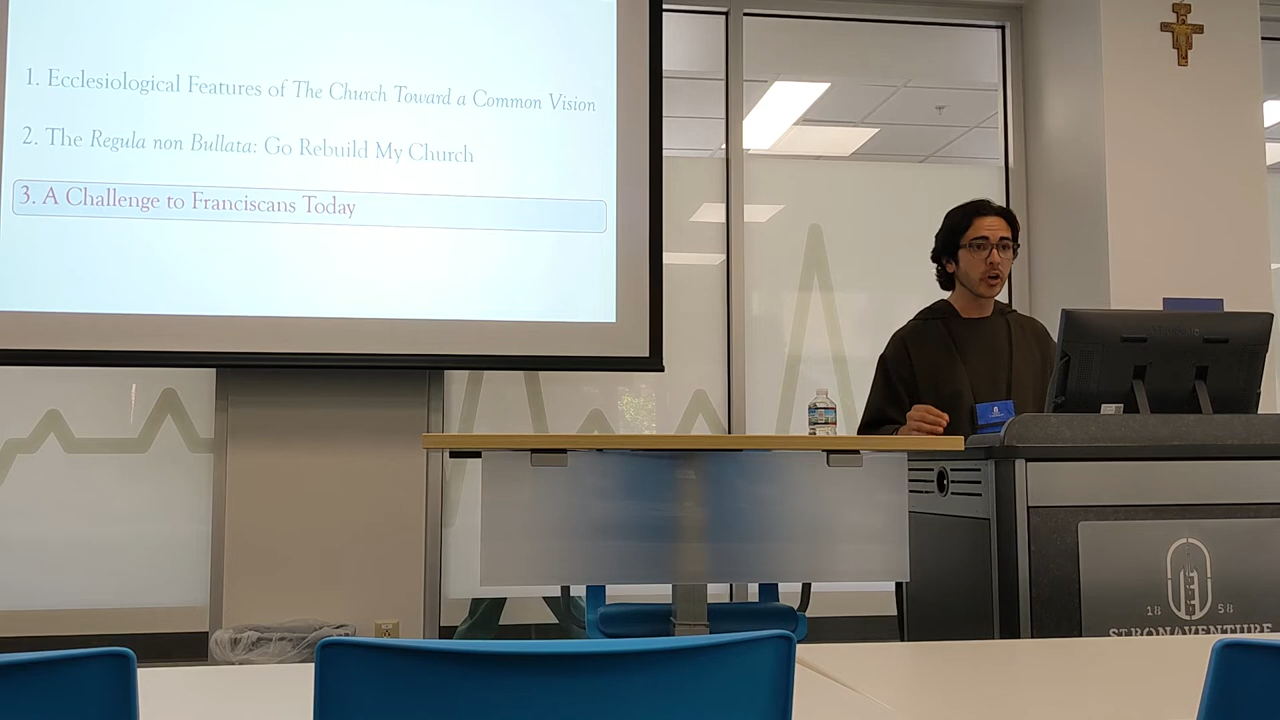 1. Ecclesiological Features of The Church Toward a Common Vision
2. The Regula non Bullata: Go Rebuild My Church
3. A Challenge to Franciscans Today
18 58
ST.BONAVENTURE